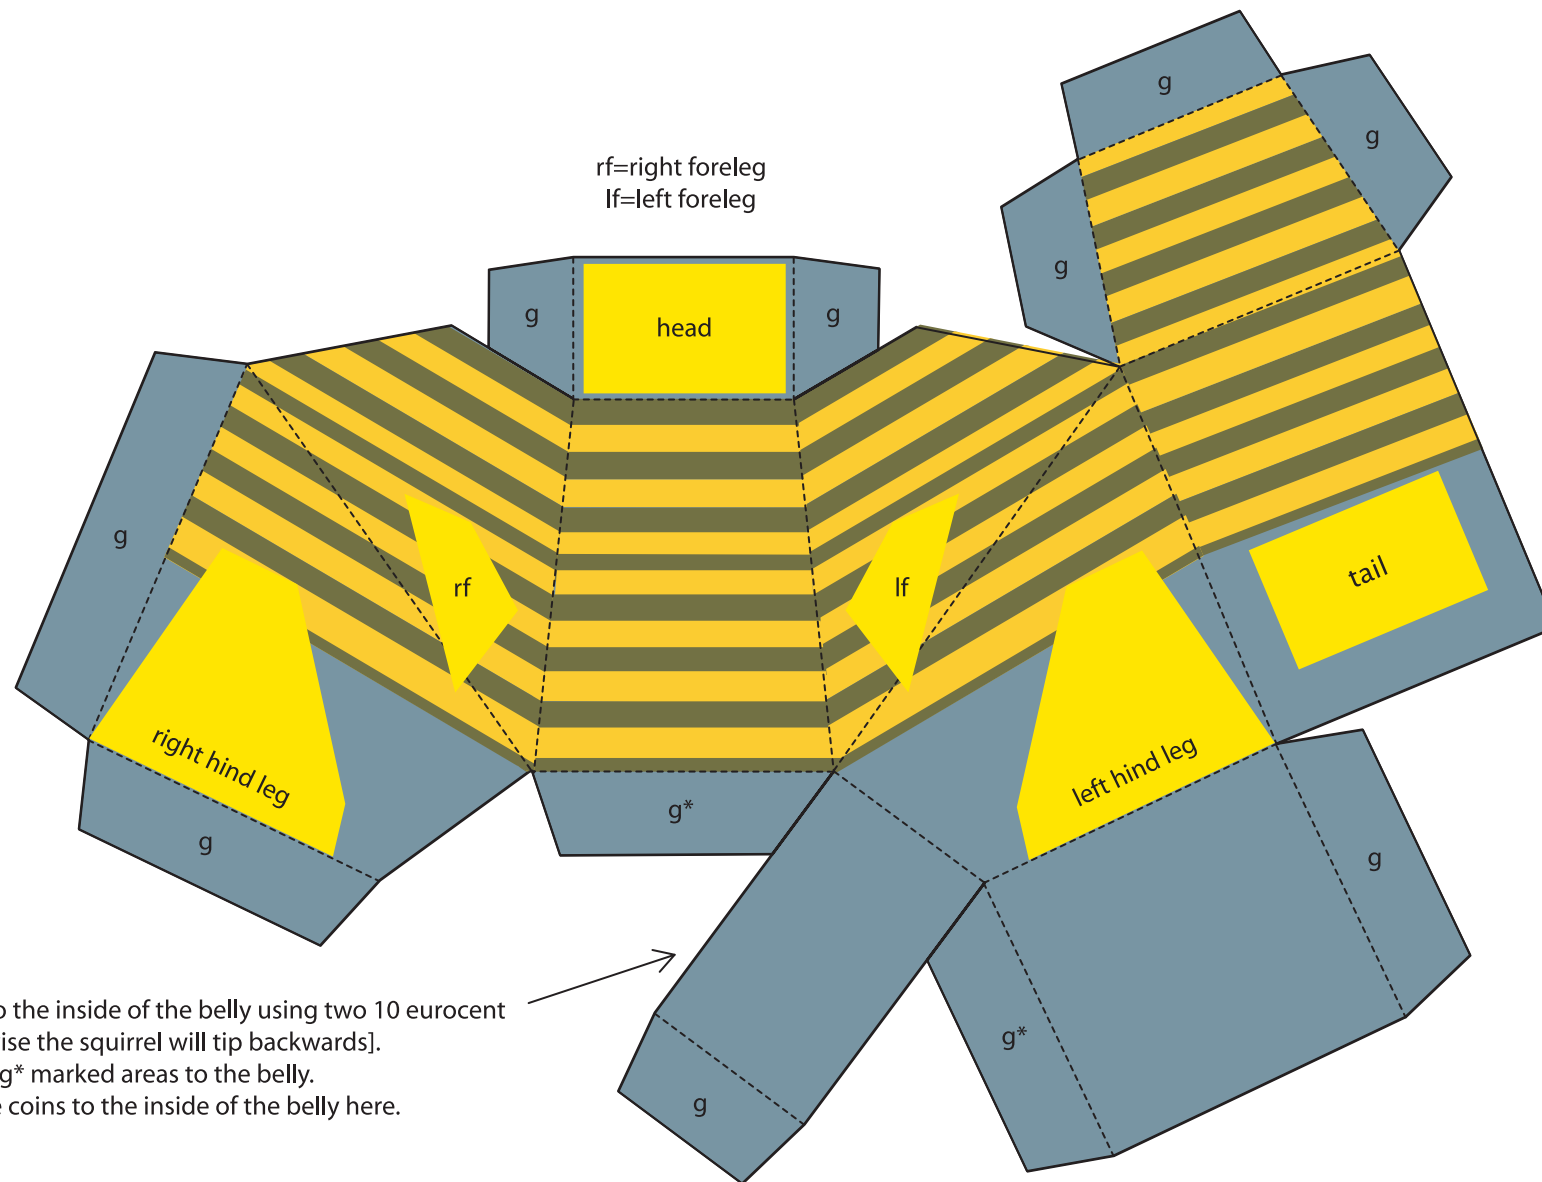 g
g
rf=right foreleg
lf=left foreleg
g
g
head
g
g
rf
lf
tail
right hind leg
left hind leg
g*
g
g
o the inside of the belly using two 10 eurocent
ise the squirrel will tip backwards].
g* marked areas to the belly.
e coins to the inside of the belly here.
g*
g